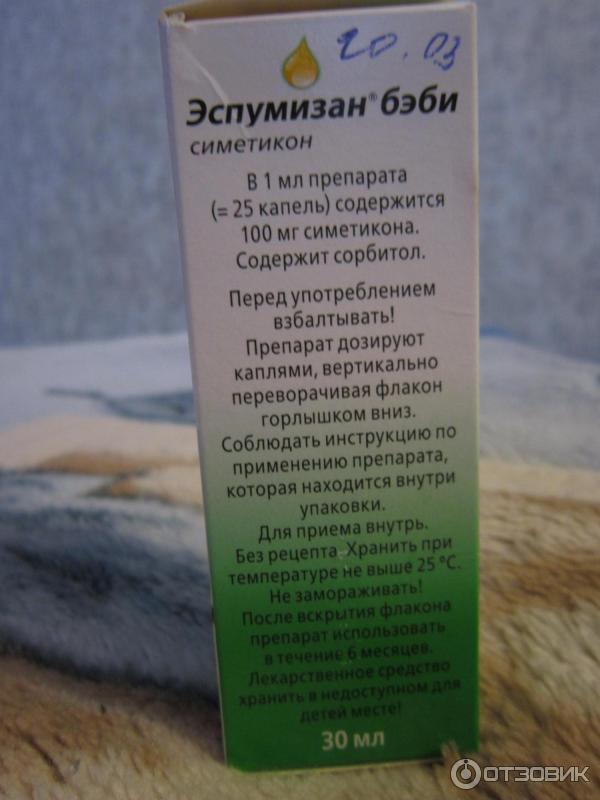 20.03
Эспумизан® бэби
симетикон
В 1 мл препарата
(= 25 капель) содержится
100 мг симетикона.
Содержит сорбитол.
Перед употреблением
взбалтывать!
Препарат дозируют
каплями, вертикально
переворачивая флакон
горлышком вниз.
Соблюдать инструкцию по
применению препарата,
которая находится внутри
упаковки.
Для приема внутрь.
Без рецепта. Хранить при
температуре не выше 25 °С.
Не замораживать!
После вскрытия флакона
препарат использовать
в течение 6 месяцев.
Лекарственное средство
хранить в недоступном для
детей месте!
30 мл
ОТЗОВИК